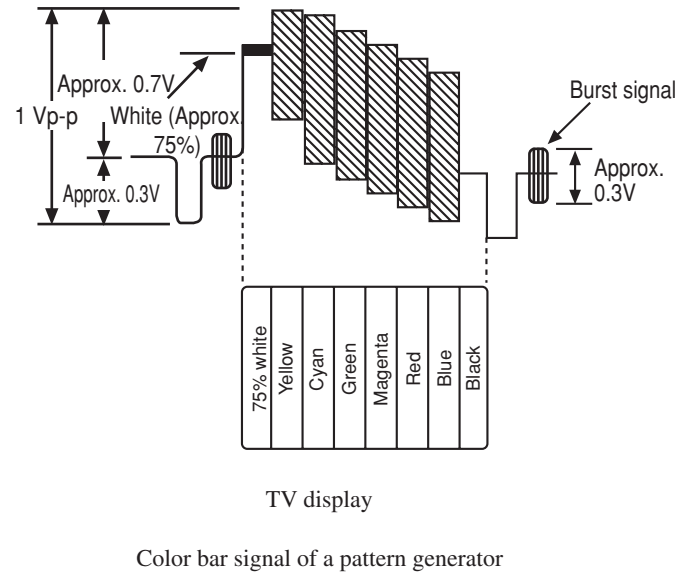 Approx. 0.7V
1 Vp-p
White (Approx.
75%)
Approx. 0.3V
Burst signal
Approx.
0.3V
75% white
Yellow
Cyan
Green
Magenta
Red
Blue
Black
TV display
Color bar signal of a pattern generator